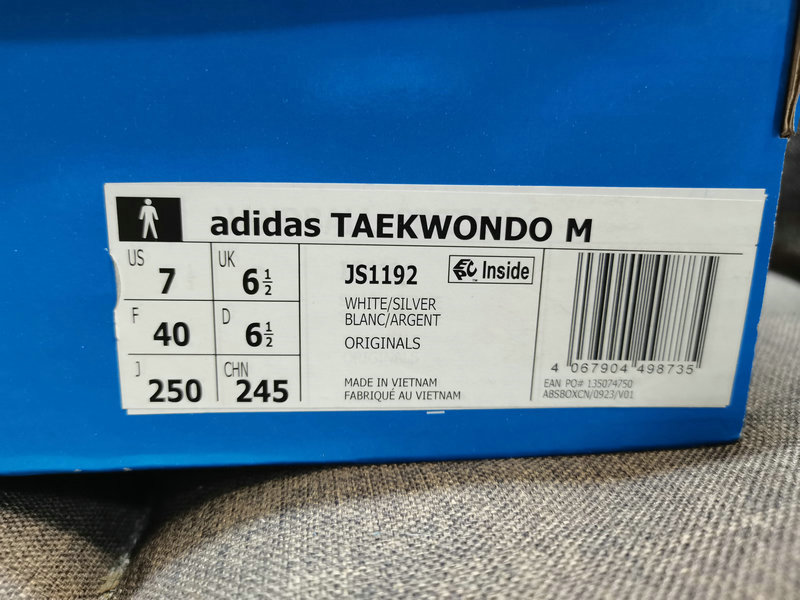 adidas TAEKWONDO M
US 7
UK 6½
F 40
D 6½
J 250
CHN 245
JS1192
Inside
WHITE/SILVER
BLANC/ARGENT
ORIGINALS
MADE IN VIETNAM
FABRIQUÉ AU VIETNAM
4 067904 498735
EAN PO# 135074750
ABSBOXCN/0923/V01